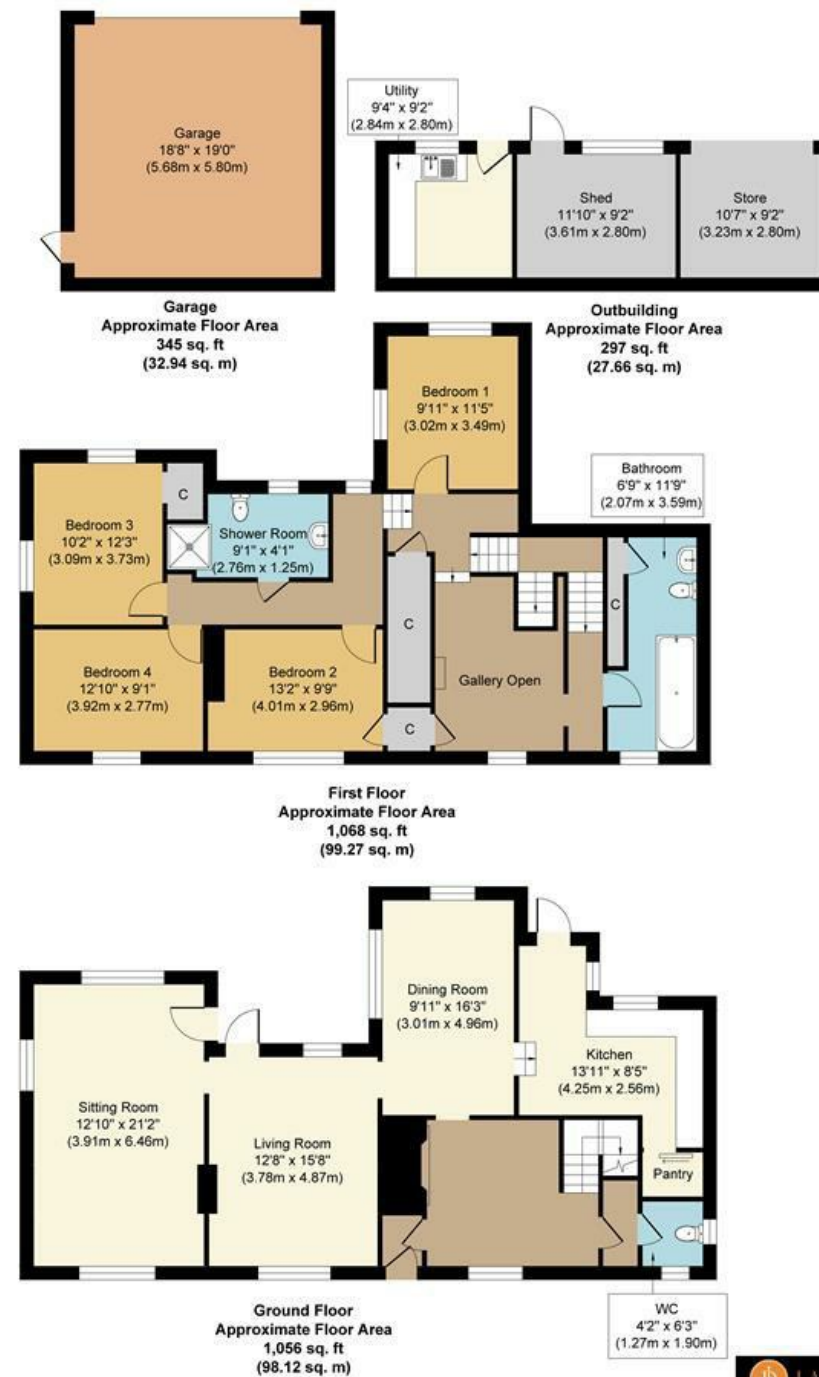 Garage
18'8" x 19'0"
(5.68m x 5.80m)
Garage
Approximate Floor Area
345 sq. ft
(32.94 sq. m)
Utility
9'4" x 9'2"
(2.84m x 2.80m)
Shed
11'10" x 9'2"
(3.61m x 2.80m)
Store
10'7" x 9'2"
(3.23m x 2.80m)
Outbuilding
Approximate Floor Area
297 sq. ft
(27.66 sq. m)
Bedroom 1
9'11" x 11'5"
(3.02m x 3.49m)
Bathroom
6'9" x 11'9"
(2.07m x 3.59m)
Bedroom 3
10'2" x 12'3"
(3.09m x 3.73m)
C
Shower Room
9'1" x 4'1"
(2.76m x 1.25m)
C
C
Bedroom 4
12'10" x 9'1"
(3.92m x 2.77m)
Bedroom 2
13'2" x 9'9"
(4.01m x 2.96m)
Gallery Open
C
First Floor
Approximate Floor Area
1,068 sq. ft
(99.27 sq. m)
Dining Room
9'11" x 16'3"
(3.01m x 4.96m)
Kitchen
13'11" x 8'5"
(4.25m x 2.56m)
Sitting Room
12'10" x 21'2"
(3.91m x 6.46m)
Living Room
12'8" x 15'8"
(3.78m x 4.87m)
Pantry
WC
4'2" x 6'3"
(1.27m x 1.90m)
Ground Floor
Approximate Floor Area
1,056 sq. ft
(98.12 sq. m)